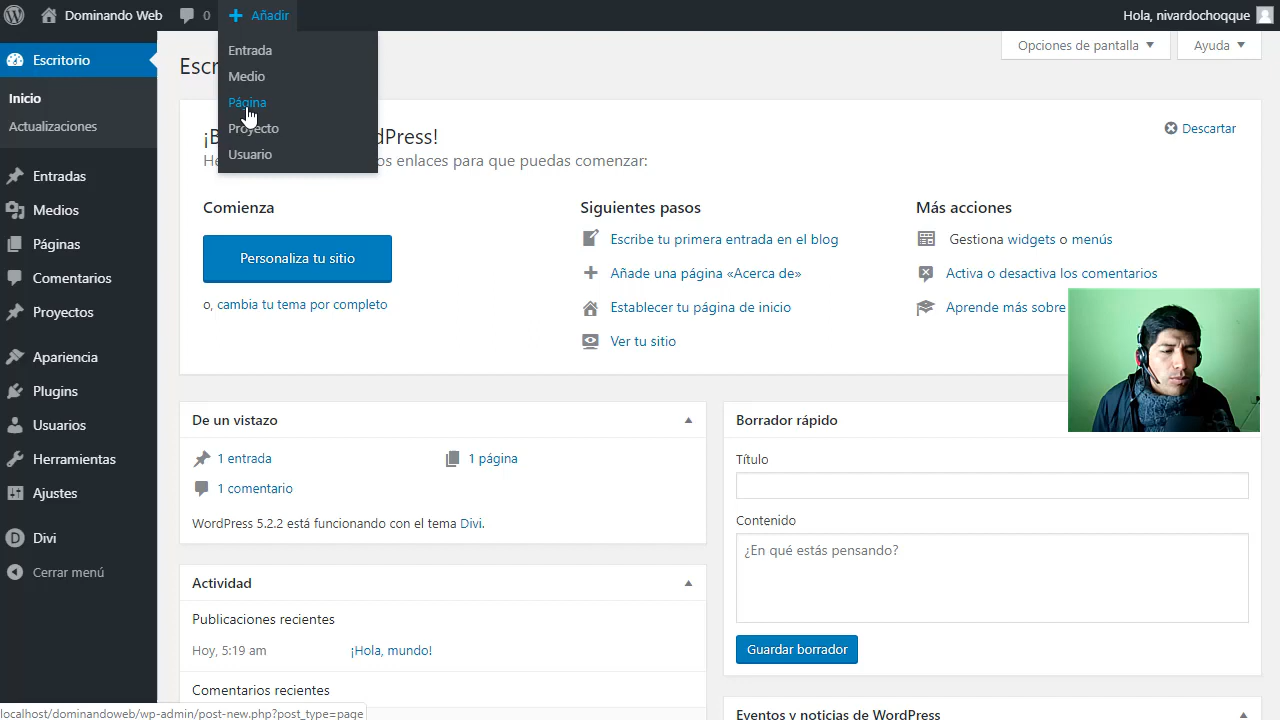 Dominando Web
0
Añadir
Hola, nivardochoqque
Entrada
Medio
Página
Proyecto
Usuario
Opciones de pantalla
Ayuda
Escritorio
Inicio
Actualizaciones
Entradas
Medios
Páginas
Comentarios
Proyectos
Apariencia
Plugins
Usuarios
Herramientas
Ajustes
Divi
Cerrar menú
Escr
¡B dPress!
Descartar
os enlaces para que puedas comenzar:
Comienza
Personaliza tu sitio
o, cambia tu tema por completo
Siguientes pasos
Escribe tu primera entrada en el blog
Añade una página «Acerca de»
Establecer tu página de inicio
Ver tu sitio
Más acciones
Gestiona widgets o menús
Activa o desactiva los comentarios
Aprende más sobre
De un vistazo
1 entrada
1 página
1 comentario
WordPress 5.2.2 está funcionando con el tema Divi.
Actividad
Publicaciones recientes
Hoy, 5:19 am
¡Hola, mundo!
Comentarios recientes
Borrador rápido
Título
Contenido
¿En qué estás pensando?
Guardar borrador
Eventos y noticias de WordPress
localhost/dominandoweb/wp-admin/post-new.php?post_type=page